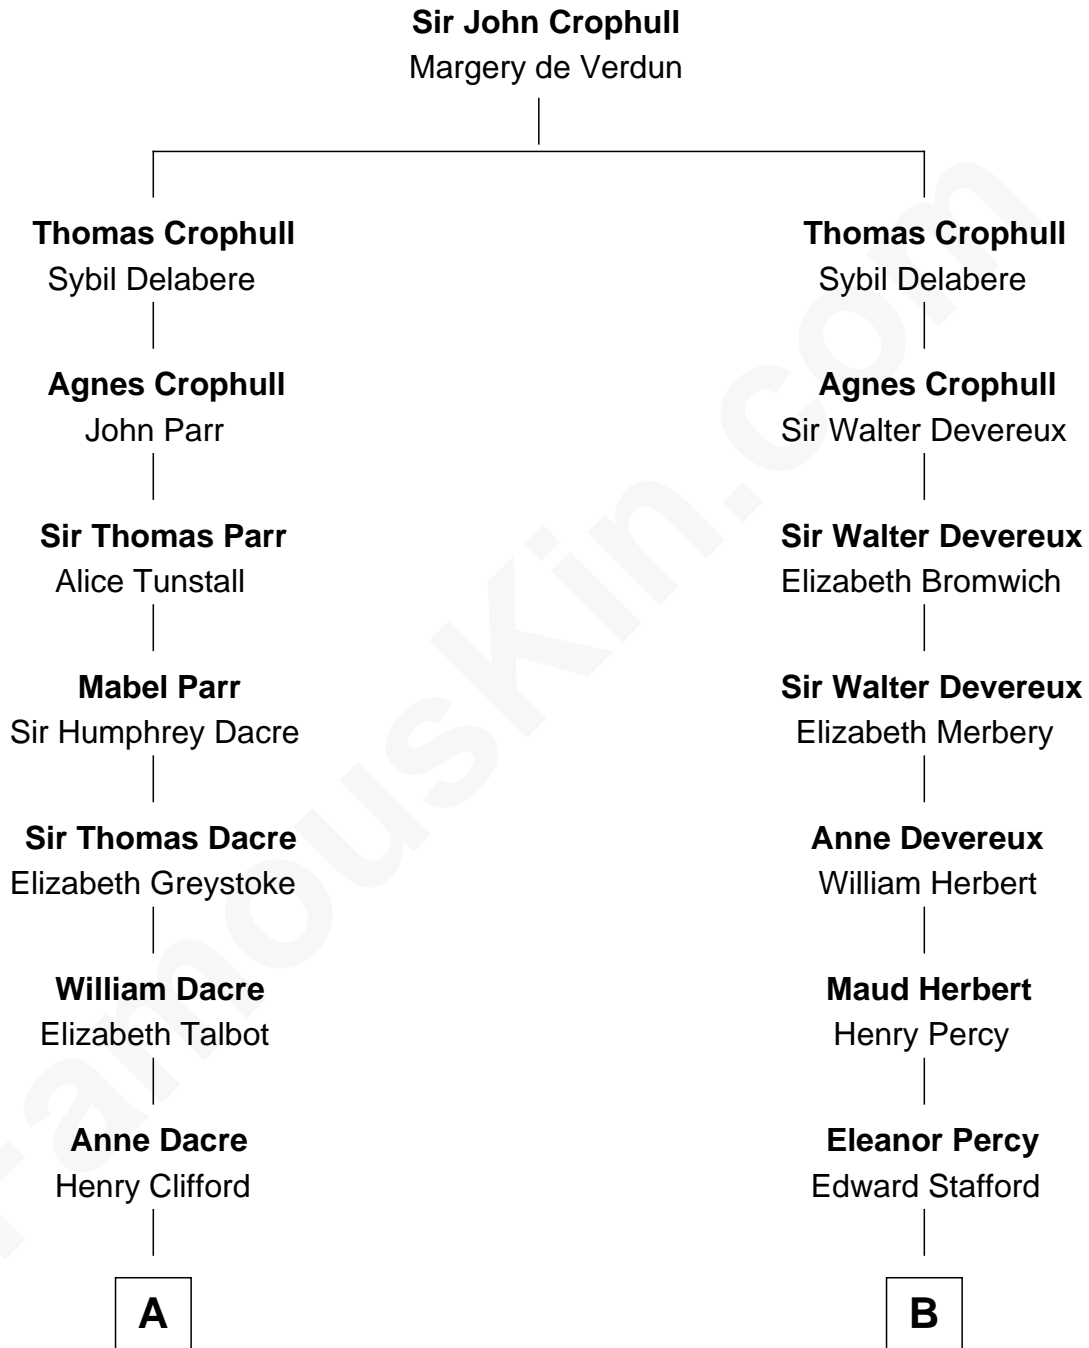 Sir John Crophull
Margery de Verdun
Thomas Crophull
Sybil Delabere
Agnes Crophull
John Parr
Sir Thomas Parr
Alice Tunstall
Mabel Parr
Sir Humphrey Dacre
Sir Thomas Dacre
Elizabeth Greystoke
William Dacre
Elizabeth Talbot
Anne Dacre
Henry Clifford
A
Thomas Crophull
Sybil Delabere
Agnes Crophull
Sir Walter Devereux
Sir Walter Devereux
Elizabeth Bromwich
Sir Walter Devereux
Elizabeth Merbery
Anne Devereux
William Herbert
Maud Herbert
Henry Percy
Eleanor Percy
Edward Stafford
B
FamousKin.com